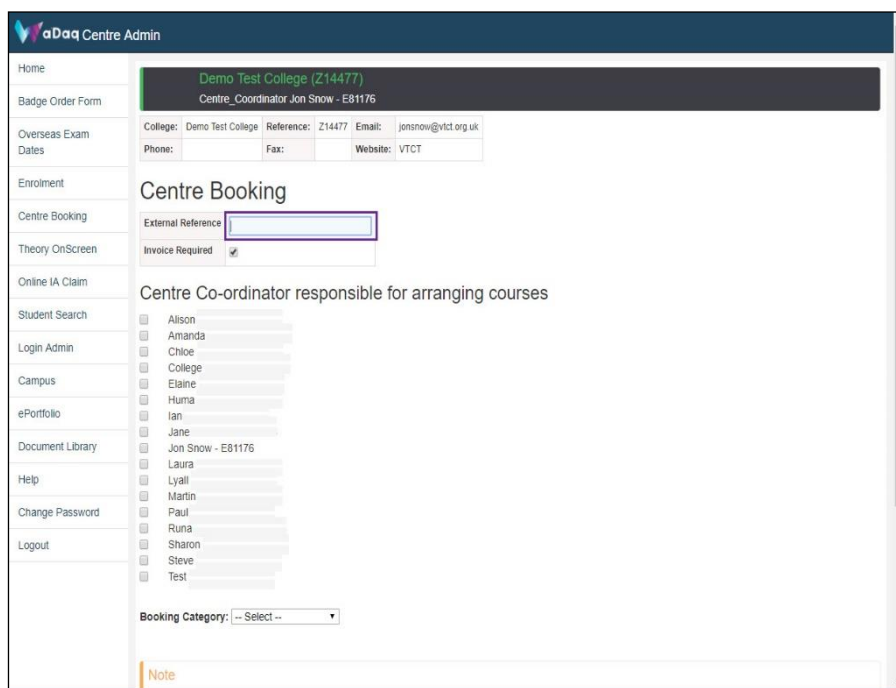 WaDaq Centre Admin
Home
Badge Order Form
Overseas Exam
Dates
Enrolment
Centre Booking
Theory OnScreen
Online IA Claim
Student Search
Login Admin
Campus
ePortfolio
Document Library
Help
Change Password
Logout
Demo Test College (Z14477)
Centre_Coordinator Jon Snow - E81176
College: Demo Test College Reference: Z14477 Email: jonsnow@vtct.org.uk
Phone: Fax: Website: VTCT
Centre Booking
External Reference
Invoice Required
Centre Co-ordinator responsible for arranging courses
Alison
Amanda
Chloe
College
Elaine
Huma
Ian
Jane
Jon Snow - E81176
Laura
Lyall
Martin
Paul
Runa
Sharon
Steve
Test
Booking Category: -- Select --
Note